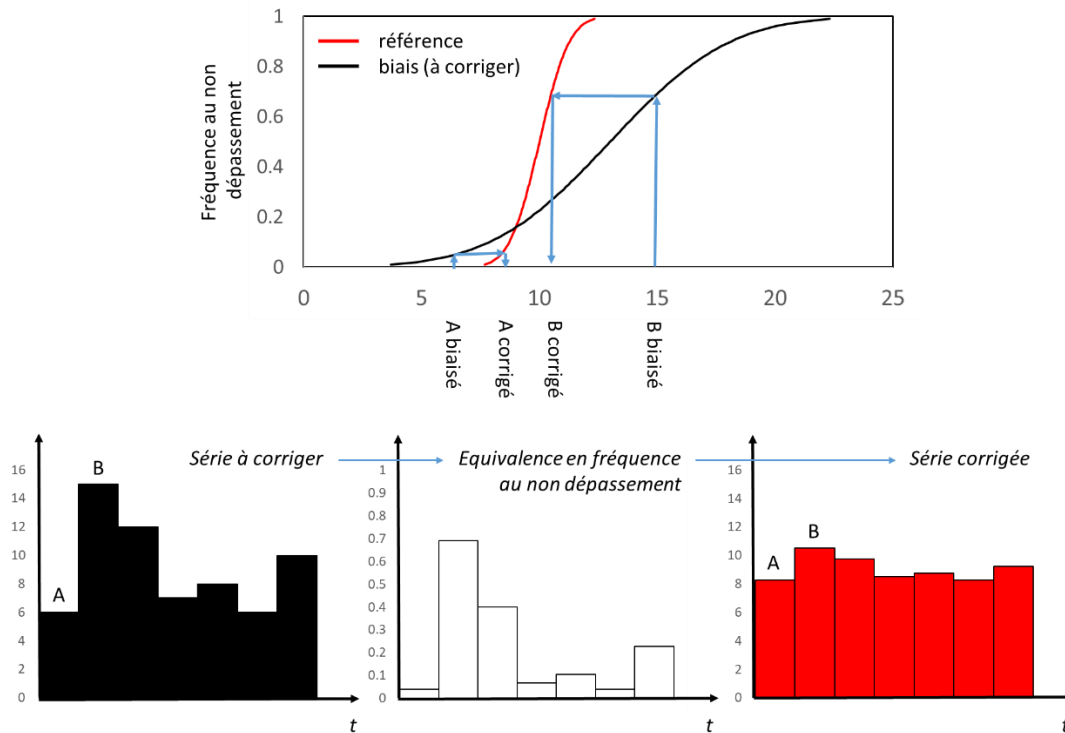 Fréquence au non
dépassement
1
0.8
0.6
0.4
0.2
0
référence
biais (à corriger)
0 5 10 15 20 25
A biaisé
A corrigé
B corrigé
B biaisé
16
14
12
10
8
6
4
2
0
A
B
Série à corriger
t
1
0.9
0.8
0.7
0.6
0.5
0.4
0.3
0.2
0.1
0
Equivalence en fréquence
au non dépassement
t
16
14
12
10
8
6
4
2
0
A
B
Série corrigée
t